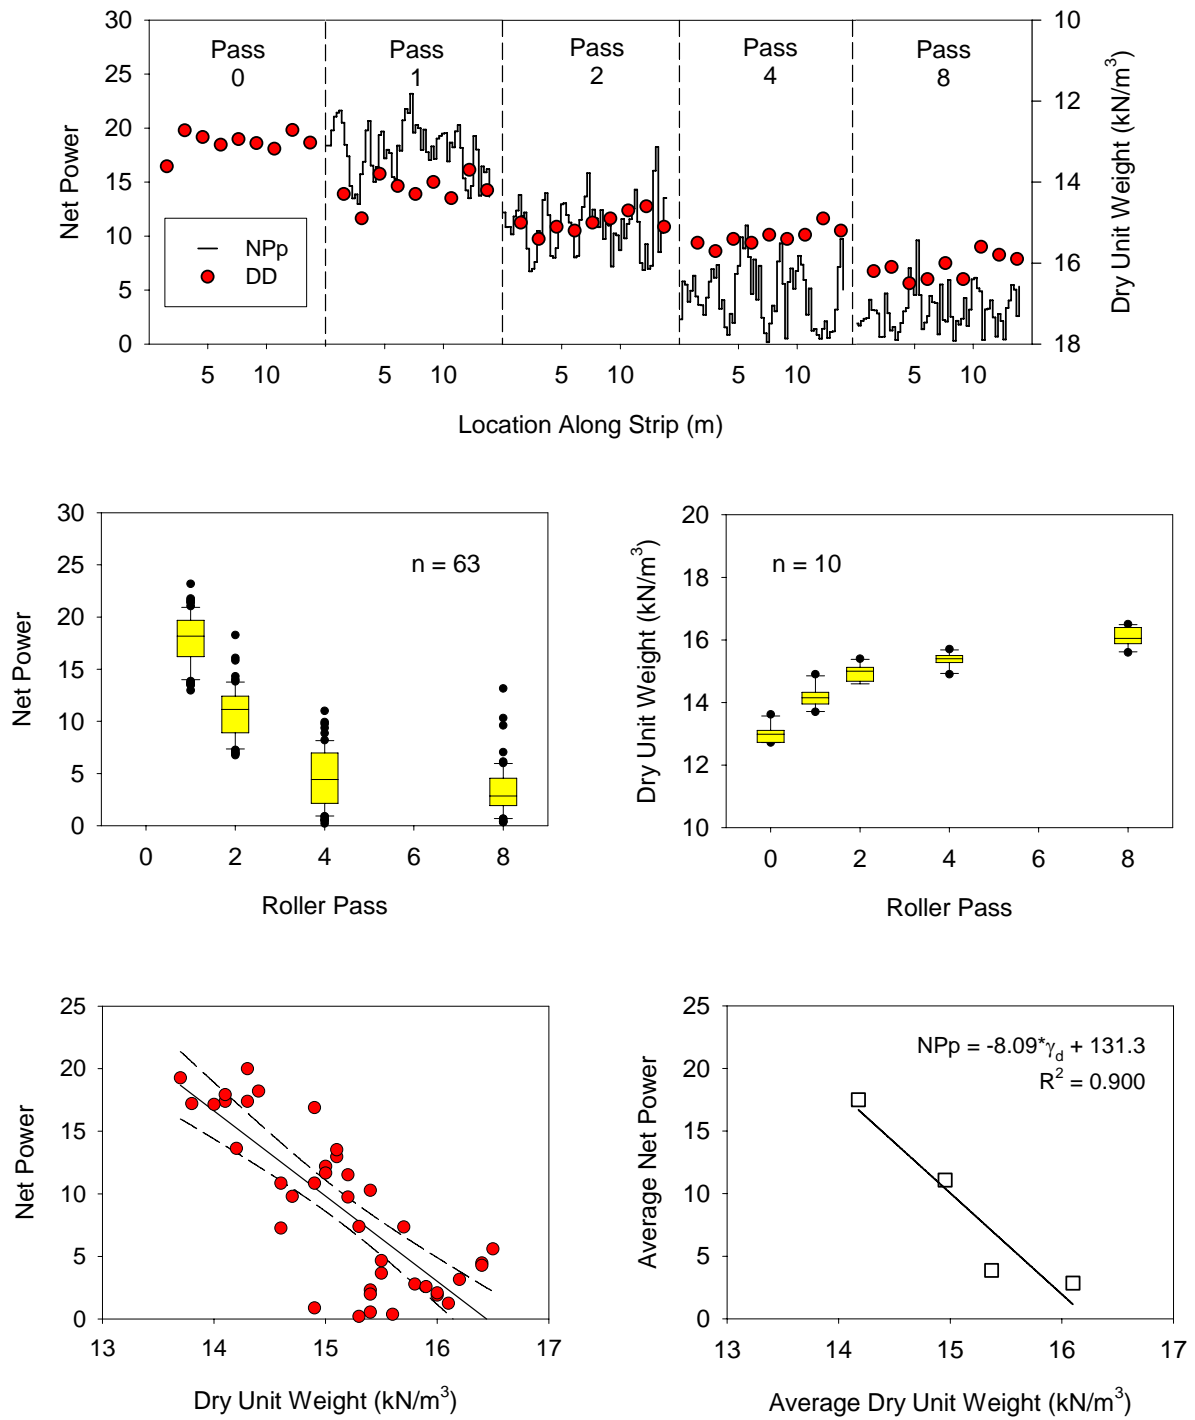 30
25
20
15
10
5
0
Net Power
Pass 0
Pass 1
Pass 2
Pass 4
Pass 8
NPp
DD
10
12
14
16
18
Dry Unit Weight (kN/m³)
5 10 5 10 5 10 5 10 5 10
Location Along Strip (m)
30
25
20
15
10
5
0
Net Power
n = 63
0 2 4 6 8
Roller Pass
20
18
16
14
12
10
Dry Unit Weight (kN/m³)
n = 10
0 2 4 6 8
Roller Pass
25
20
15
10
5
0
Net Power
13 14 15 16 17
Dry Unit Weight (kN/m³)
25
20
15
10
5
0
Average Net Power
NPp = -8.09*γd + 131.3
R² = 0.900
13 14 15 16 17
Average Dry Unit Weight (kN/m³)